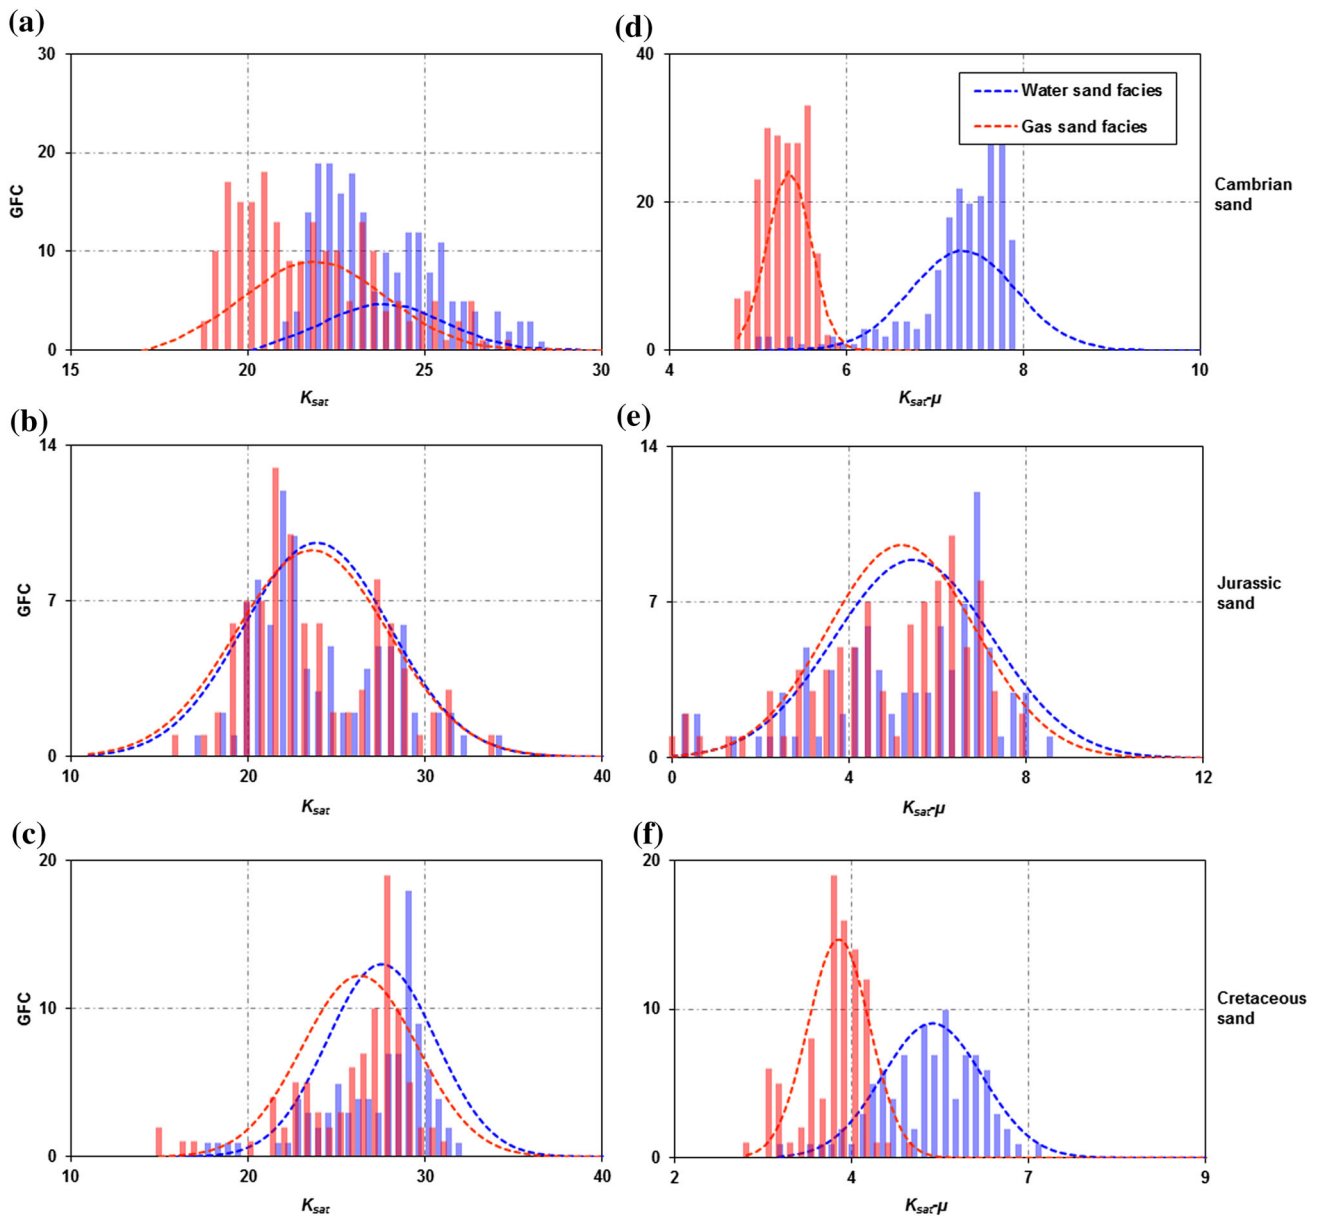 (a)
30
20
10
0
GFC
15
20
25
30
Ksat
(d)
40
20
0
4
6
8
10
Ksat-μ
Water sand facies
Gas sand facies
Cambrian
sand
(b)
14
7
0
GFC
10
20
30
40
Ksat
(e)
14
7
0
0
4
8
12
Ksat-μ
Jurassic
sand
(c)
20
10
0
GFC
10
20
30
40
Ksat
(f)
20
10
0
2
4
7
9
Ksat-μ
Cretaceous
sand